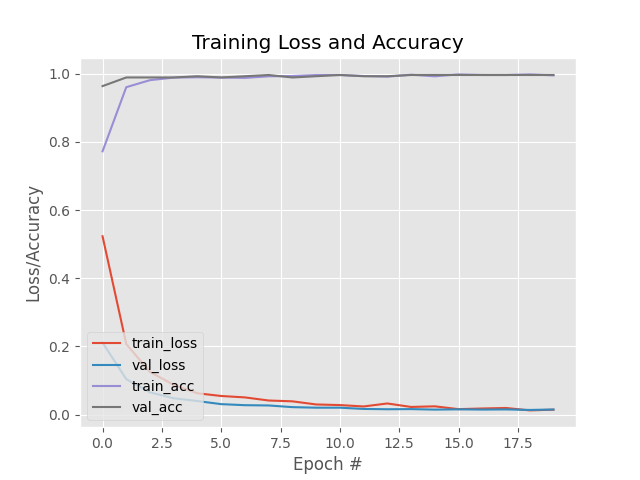 Training Loss and Accuracy
Loss/Accuracy
1.0
0.8
0.6
0.4
0.2
0.0
train_loss
val_loss
train_acc
val_acc
0.0 2.5 5.0 7.5 10.0 12.5 15.0 17.5
Epoch #